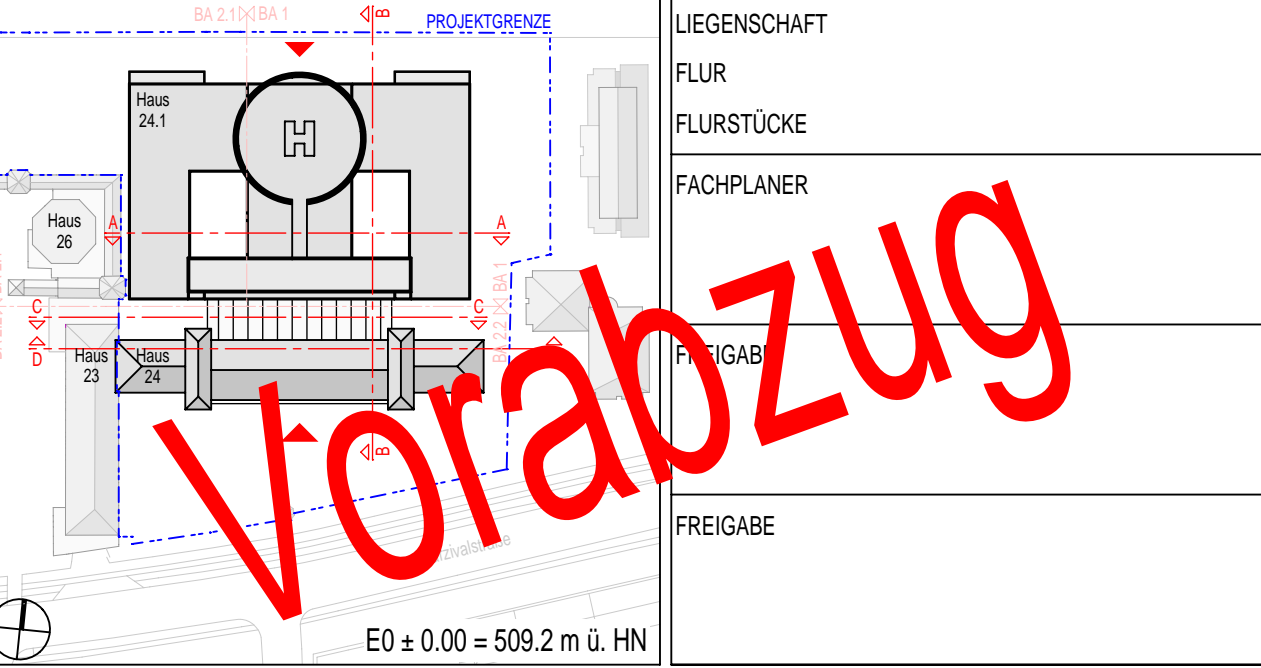 BA 2.1 BA 1
B
PROJEKTGRENZE
Haus
24.1
H
Haus
26
A
A
BA 1
BA 2.2
C
C
D
Haus
23
Haus
24
B
E0 ± 0.00 = 509.2 m ü. HN
LIEGENSCHAFT
FLUR
FLURSTÜCKE
FACHPLANER
FREIGABE
FREIGABE
Vorabzug